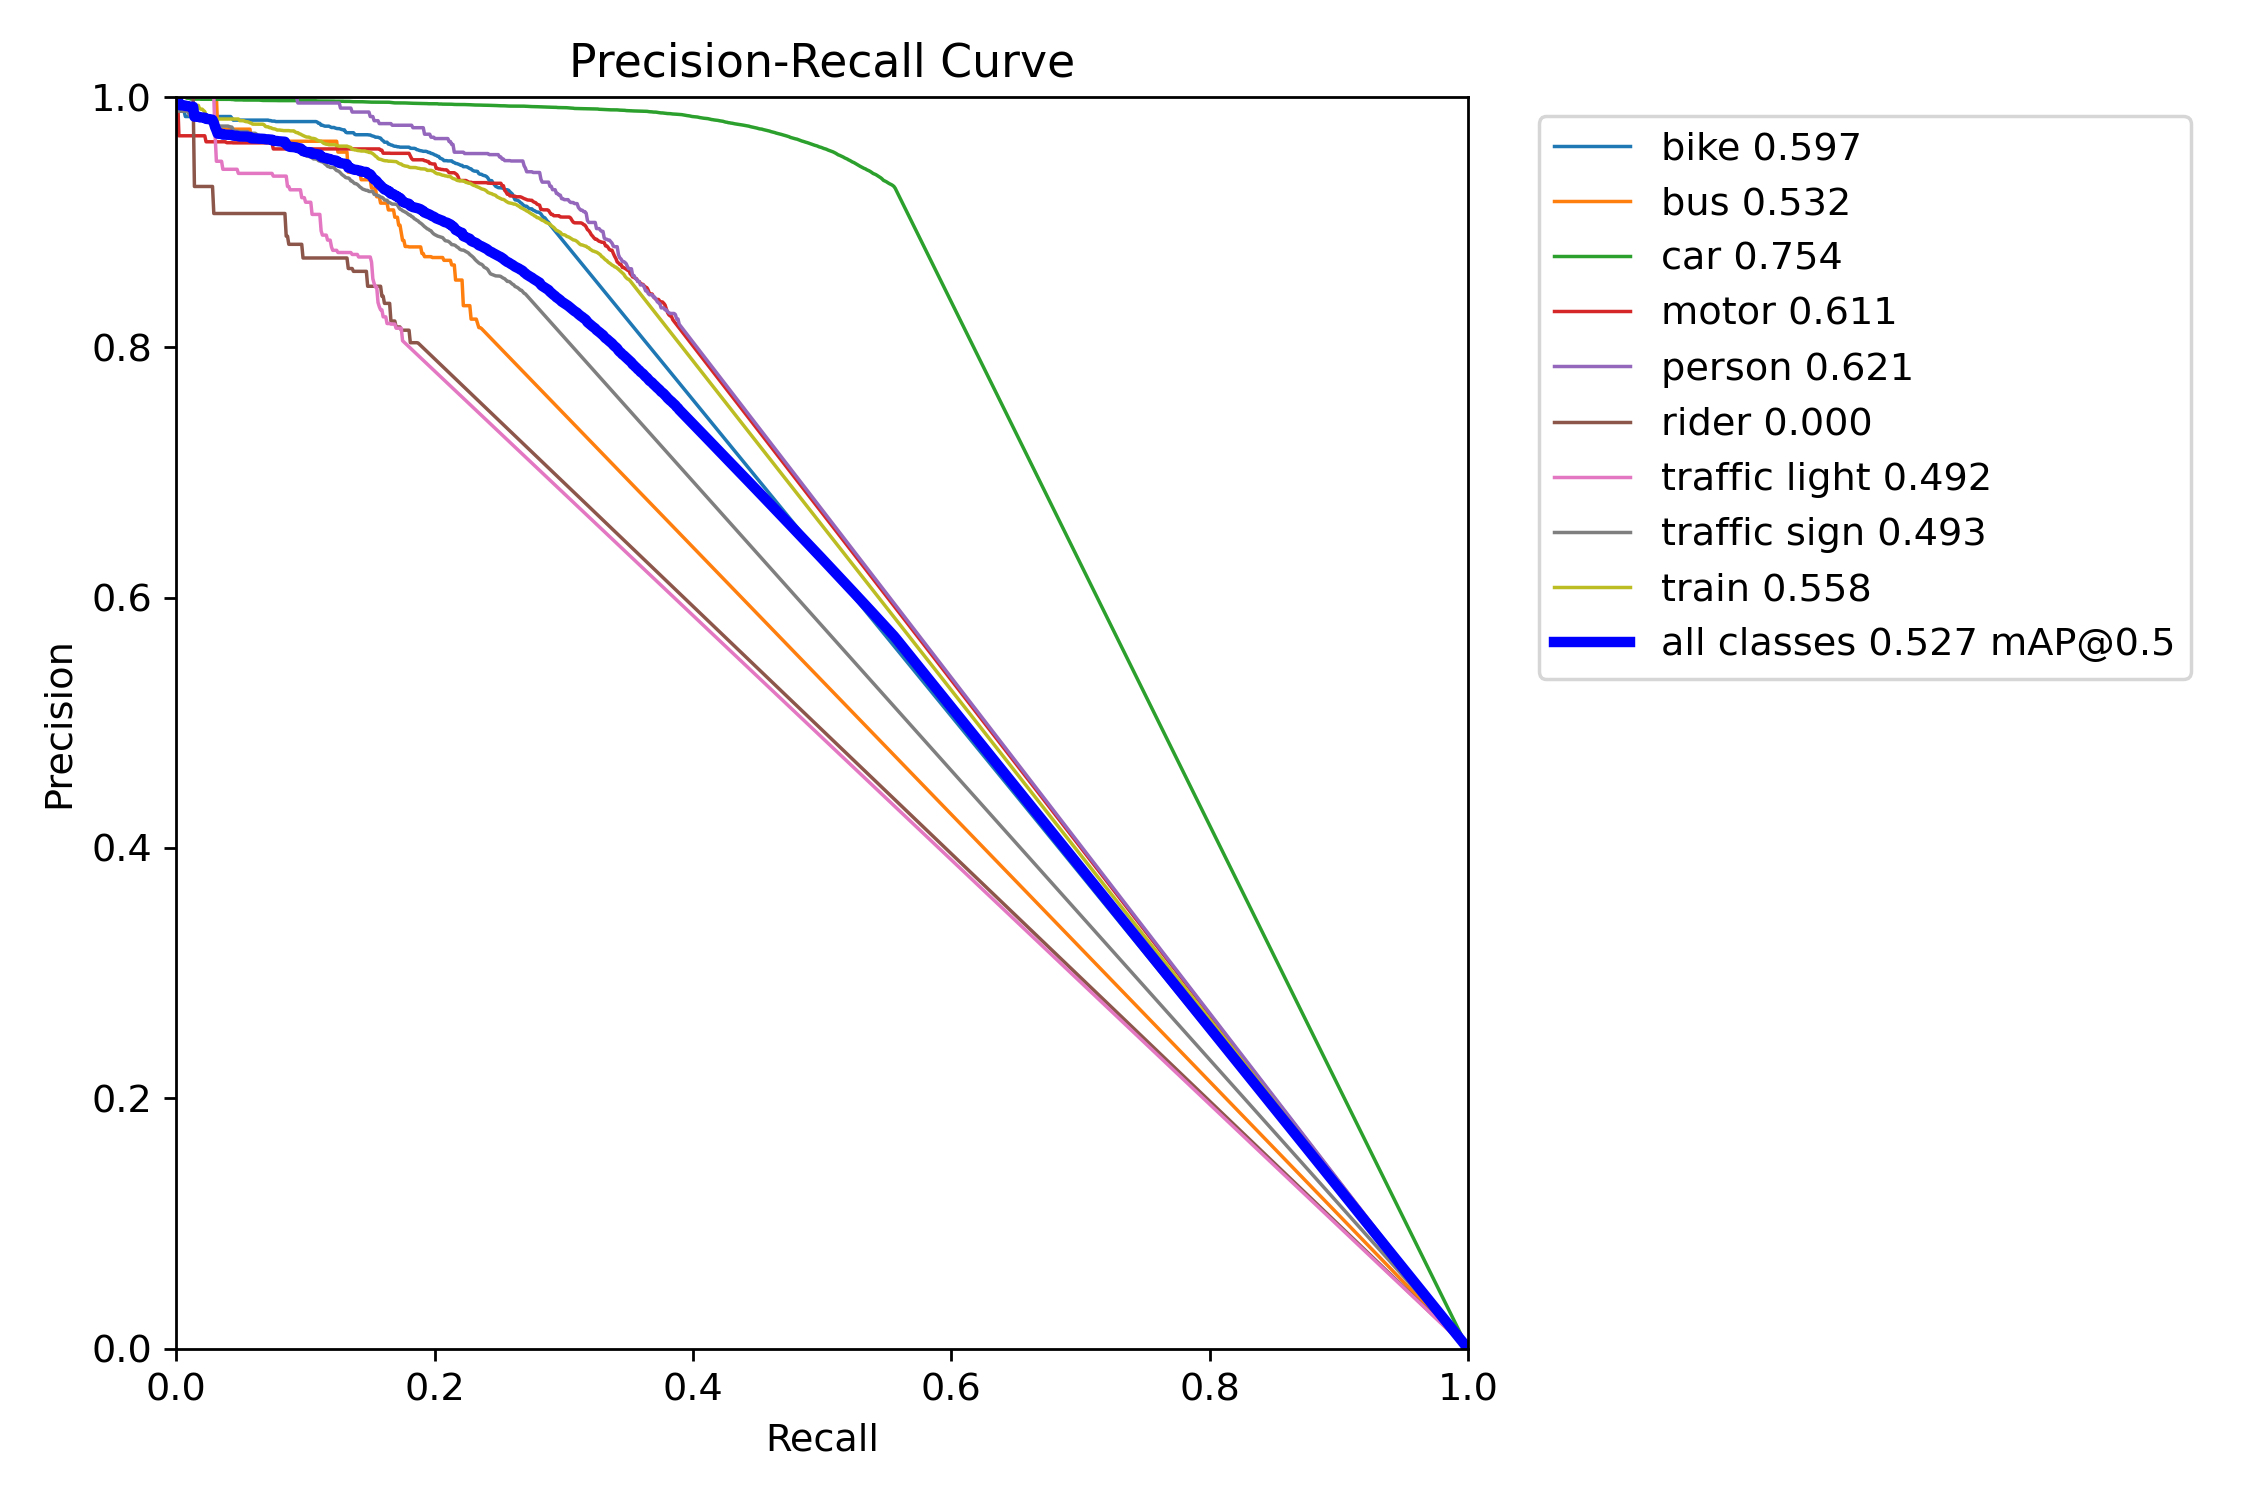 Precision-Recall Curve
1.0
0.8
0.6
0.4
0.2
0.0
Precision
0.0 0.2 0.4 0.6 0.8 1.0
Recall
bike 0.597
bus 0.532
car 0.754
motor 0.611
person 0.621
rider 0.000
traffic light 0.492
traffic sign 0.493
train 0.558
all classes 0.527 mAP@0.5